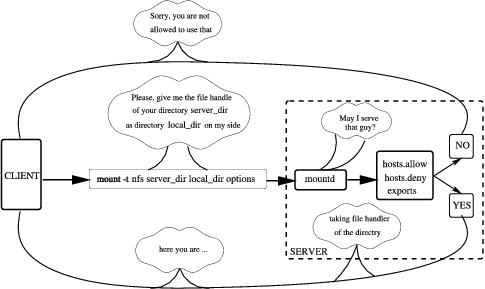 Sorry, you are not
allowed to use that
Please, give me the file handle
of your directory server_dir
as directory local_dir on my side
May I serve
that guy?
NO
CLIENT
mount -t nfs server_dir local_dir options
mountd
hosts.allow
hosts.deny
exports
YES
taking file handler
of the directry
SERVER
here you are ...